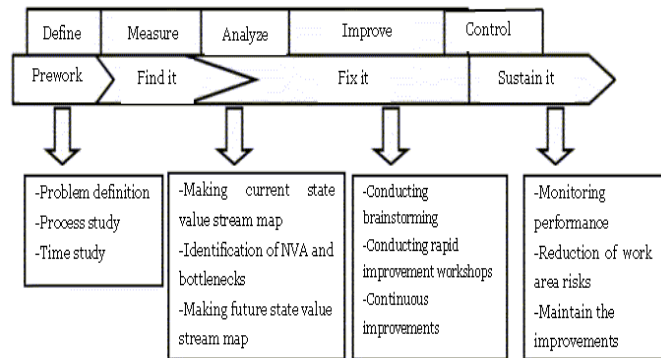 Define Measure Analyze Improve Control
Prework Find it Fix it Sustain it
-Problem definition
-Process study
-Time study
-Making current state
value stream map
-Identification of NVA and
bottlenecks
-Making future state value
stream map
-Conducting
brainstorming
-Conducting rapid
improvement workshops
-Continuous
improvements
-Monitoring
performance
-Reduction of work
area risks
-Maintain the
improvements